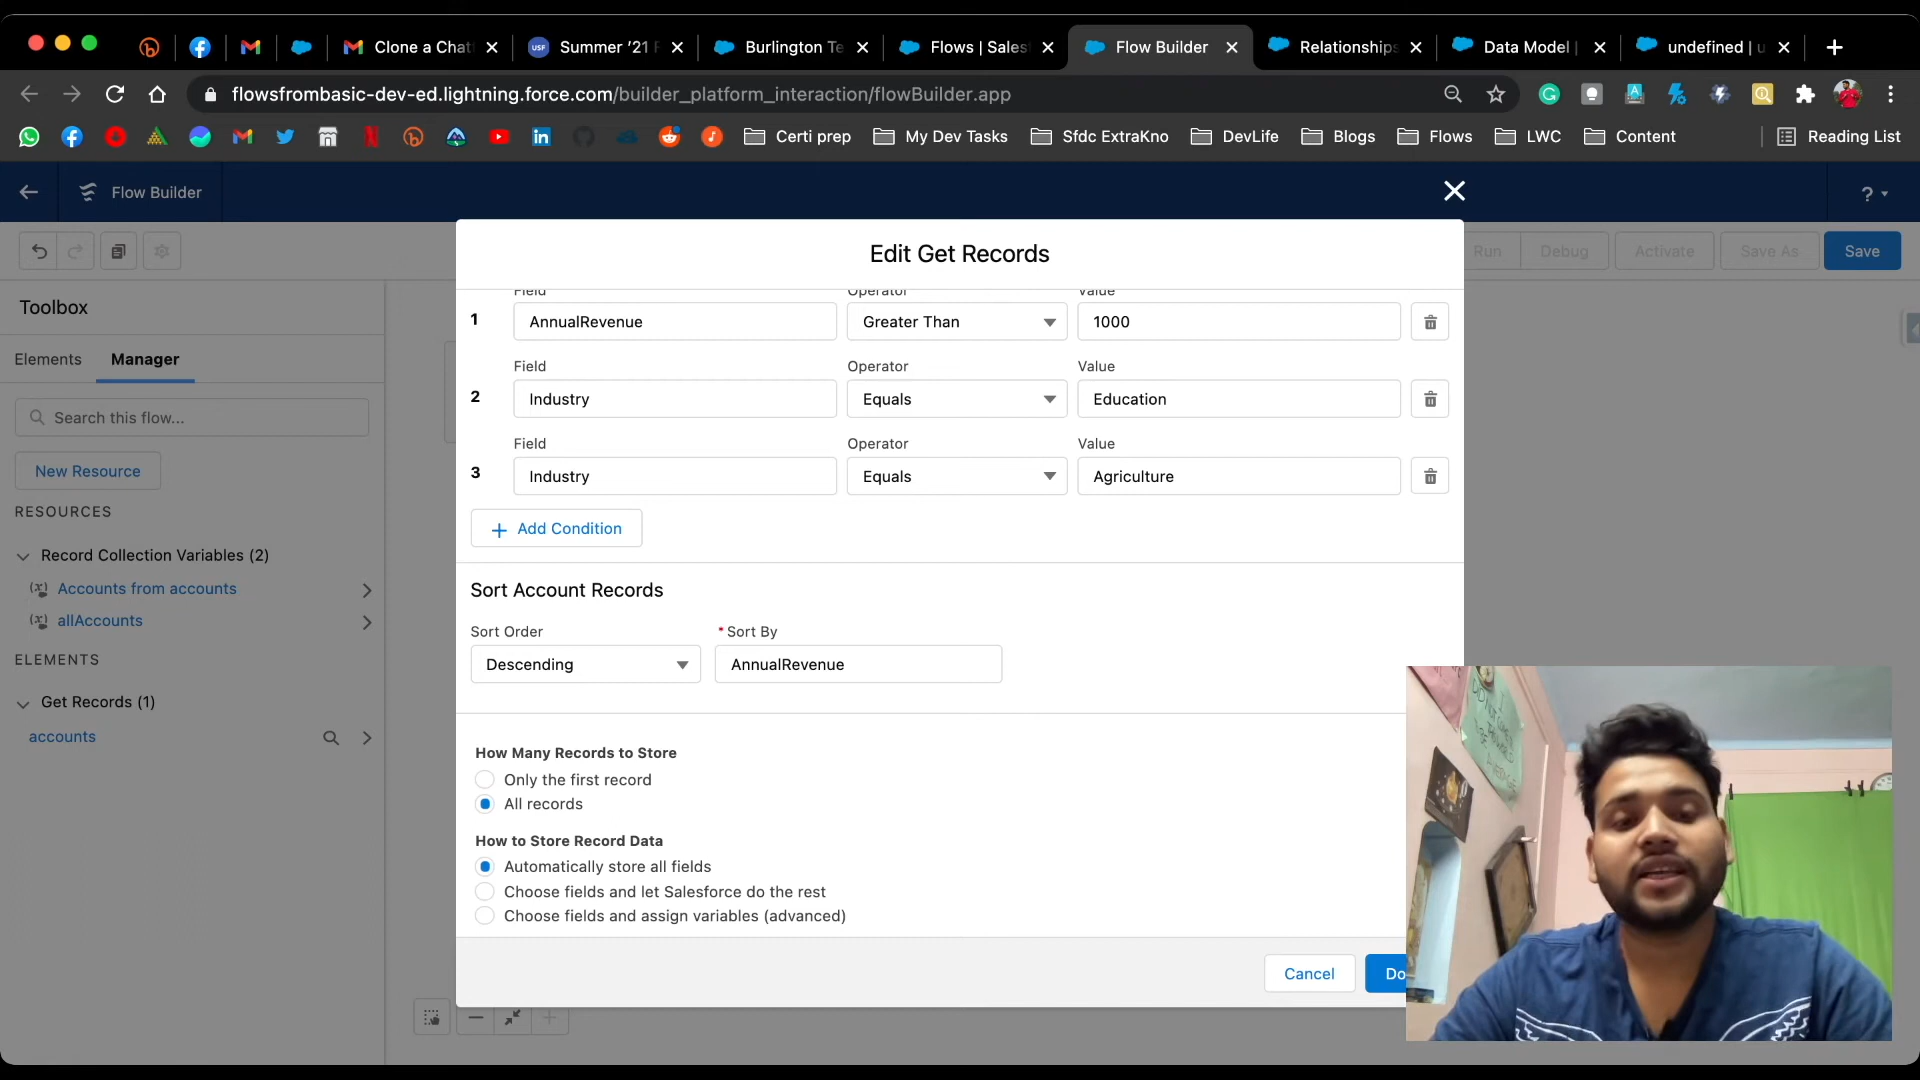 Clone a Chat
Summer '21 F
Burlington Te
Flows | Sales
Flow Builder
Relationships
Data Model |
undefined | u
flowsfrombasic-dev-ed.lightning.force.com/builder_platform_interaction/flowBuilder.app
Certi prep
My Dev Tasks
Sfdc ExtraKno
DevLife
Blogs
Flows
LWC
Content
Reading List
Flow Builder
?
Run
Debug
Activate
Save As
Save
Toolbox
Elements
Manager
Search this flow...
New Resource
RESOURCES
Record Collection Variables (2)
Accounts from accounts
allAccounts
ELEMENTS
Get Records (1)
accounts
Edit Get Records
Field Operator Value
1 AnnualRevenue Greater Than 1000
Field Operator Value
2 Industry Equals Education
Field Operator Value
3 Industry Equals Agriculture
+ Add Condition
Sort Account Records
Sort Order * Sort By
Descending AnnualRevenue
How Many Records to Store
Only the first record
All records
How to Store Record Data
Automatically store all fields
Choose fields and let Salesforce do the rest
Choose fields and assign variables (advanced)
Cancel
Do